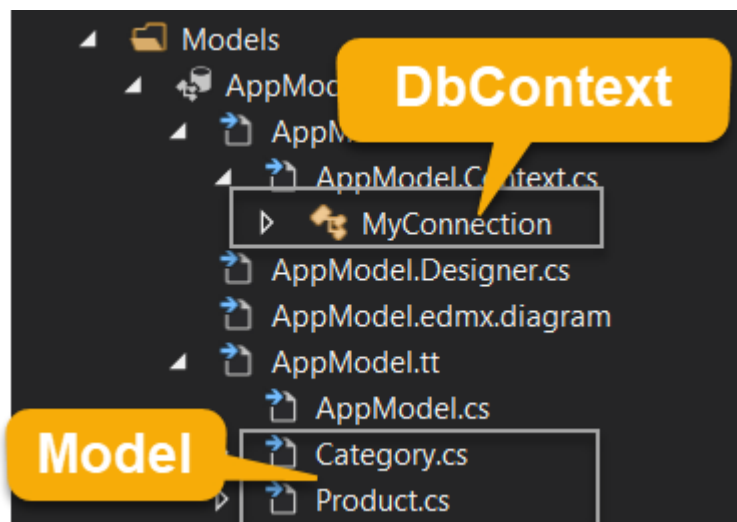 Models
AppMod
DbContext
AppM
AppModel.Context.cs
MyConnection
AppModel.Designer.cs
AppModel.edmx.diagram
AppModel.tt
AppModel.cs
Model
Category.cs
Product.cs